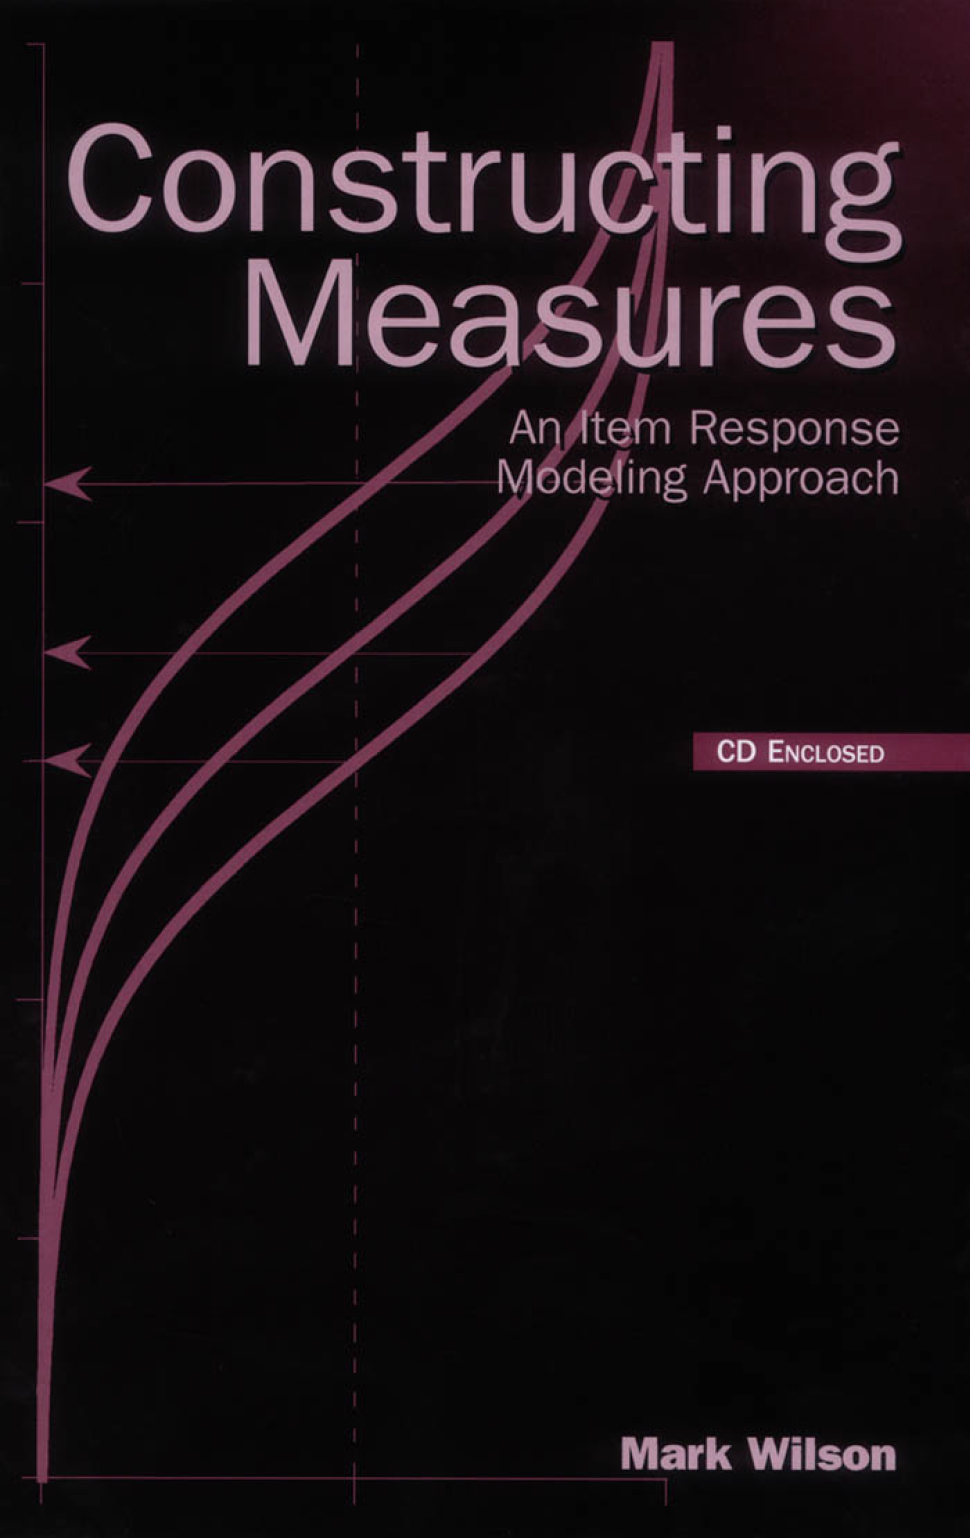 Constructing
Measures
An Item Response
Modeling Approach
CD ENCLOSED
Mark Wilson